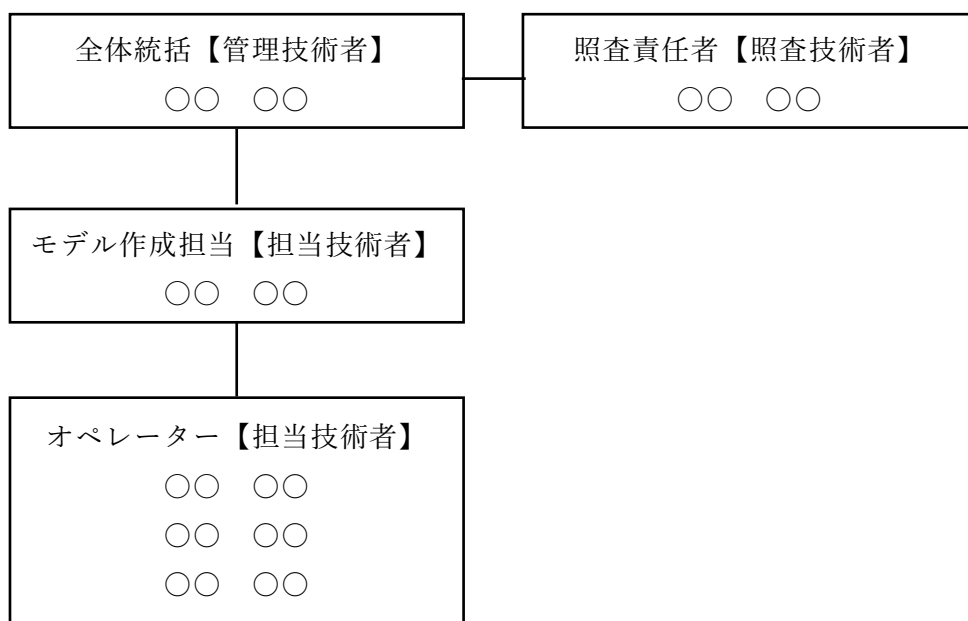 全体統括【管理技術者】
○○　○○
照査責任者【照査技術者】
○○　○○
モデル作成担当【担当技術者】
○○　○○
オペレーター【担当技術者】
○○　○○
○○　○○
○○　○○